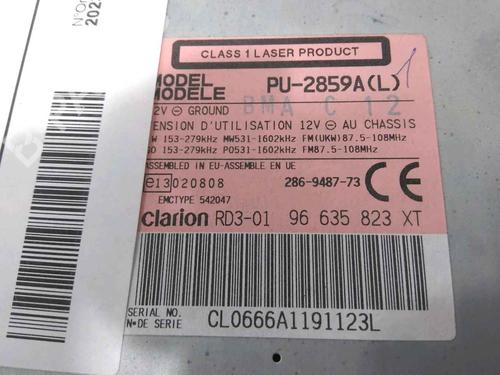 N°Or
202
CLASS 1 LASER PRODUCT
MODEL
MODÈLE PU-2859A(L) 1
12V ⊖ GROUND BMA C 12
TENSION D'UTILISATION 12V ⊖ AU CHASSIS
W 153-279kHz MW531-1602kHz FM(UKW)87.5-108MHz
GO 153-279kHz PO531-1602kHz FM87.5-108MHz
ASSEMBLED IN EU-ASSEMBLE EN UE
e13 020808 286-9487-73 CE
EMCTYPE 542047
clarion RD3-01 96 635 823 XT
SERIAL NO.
N° DE SERIE CL0666A1191123L